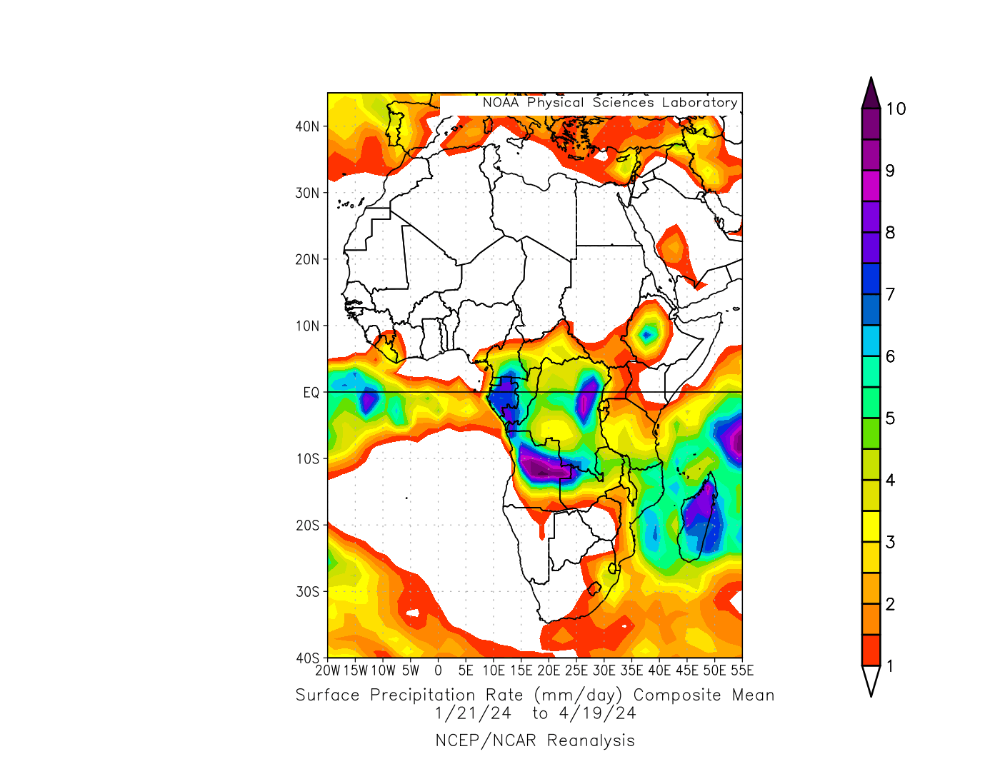 NOAA Physical Sciences Laboratory
40N
30N
20N
10N
EQ
10S
20S
30S
40S
20W 15W 10W 5W 0 5E 10E 15E 20E 25E 30E 35E 40E 45E 50E 55E
10
9
8
7
6
5
4
3
2
1
Surface Precipitation Rate (mm/day) Composite Mean
1/21/24 to 4/19/24
NCEP/NCAR Reanalysis